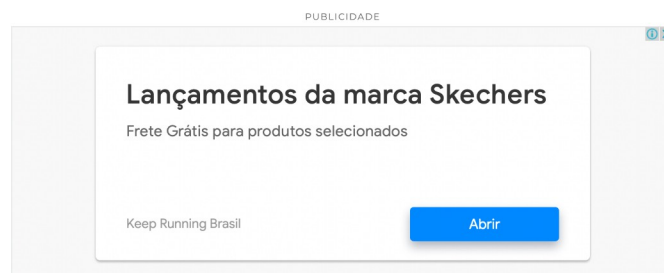 PUBLICIDADE
Lançamentos da marca Skechers
Frete Grátis para produtos selecionados
Keep Running Brasil
Abrir